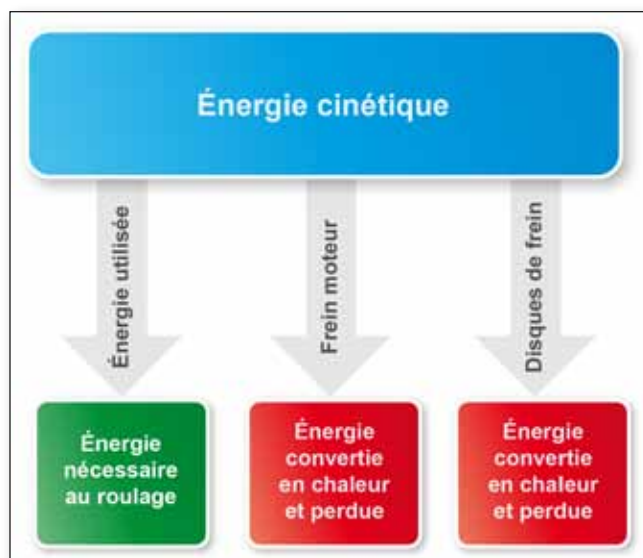 Énergie cinétique
Énergie utilisée
Frein moteur
Disques de frein
Énergie
nécessaire
au roulage
Énergie
convertie
en chaleur
et perdue
Énergie
convertie
en chaleur
et perdue